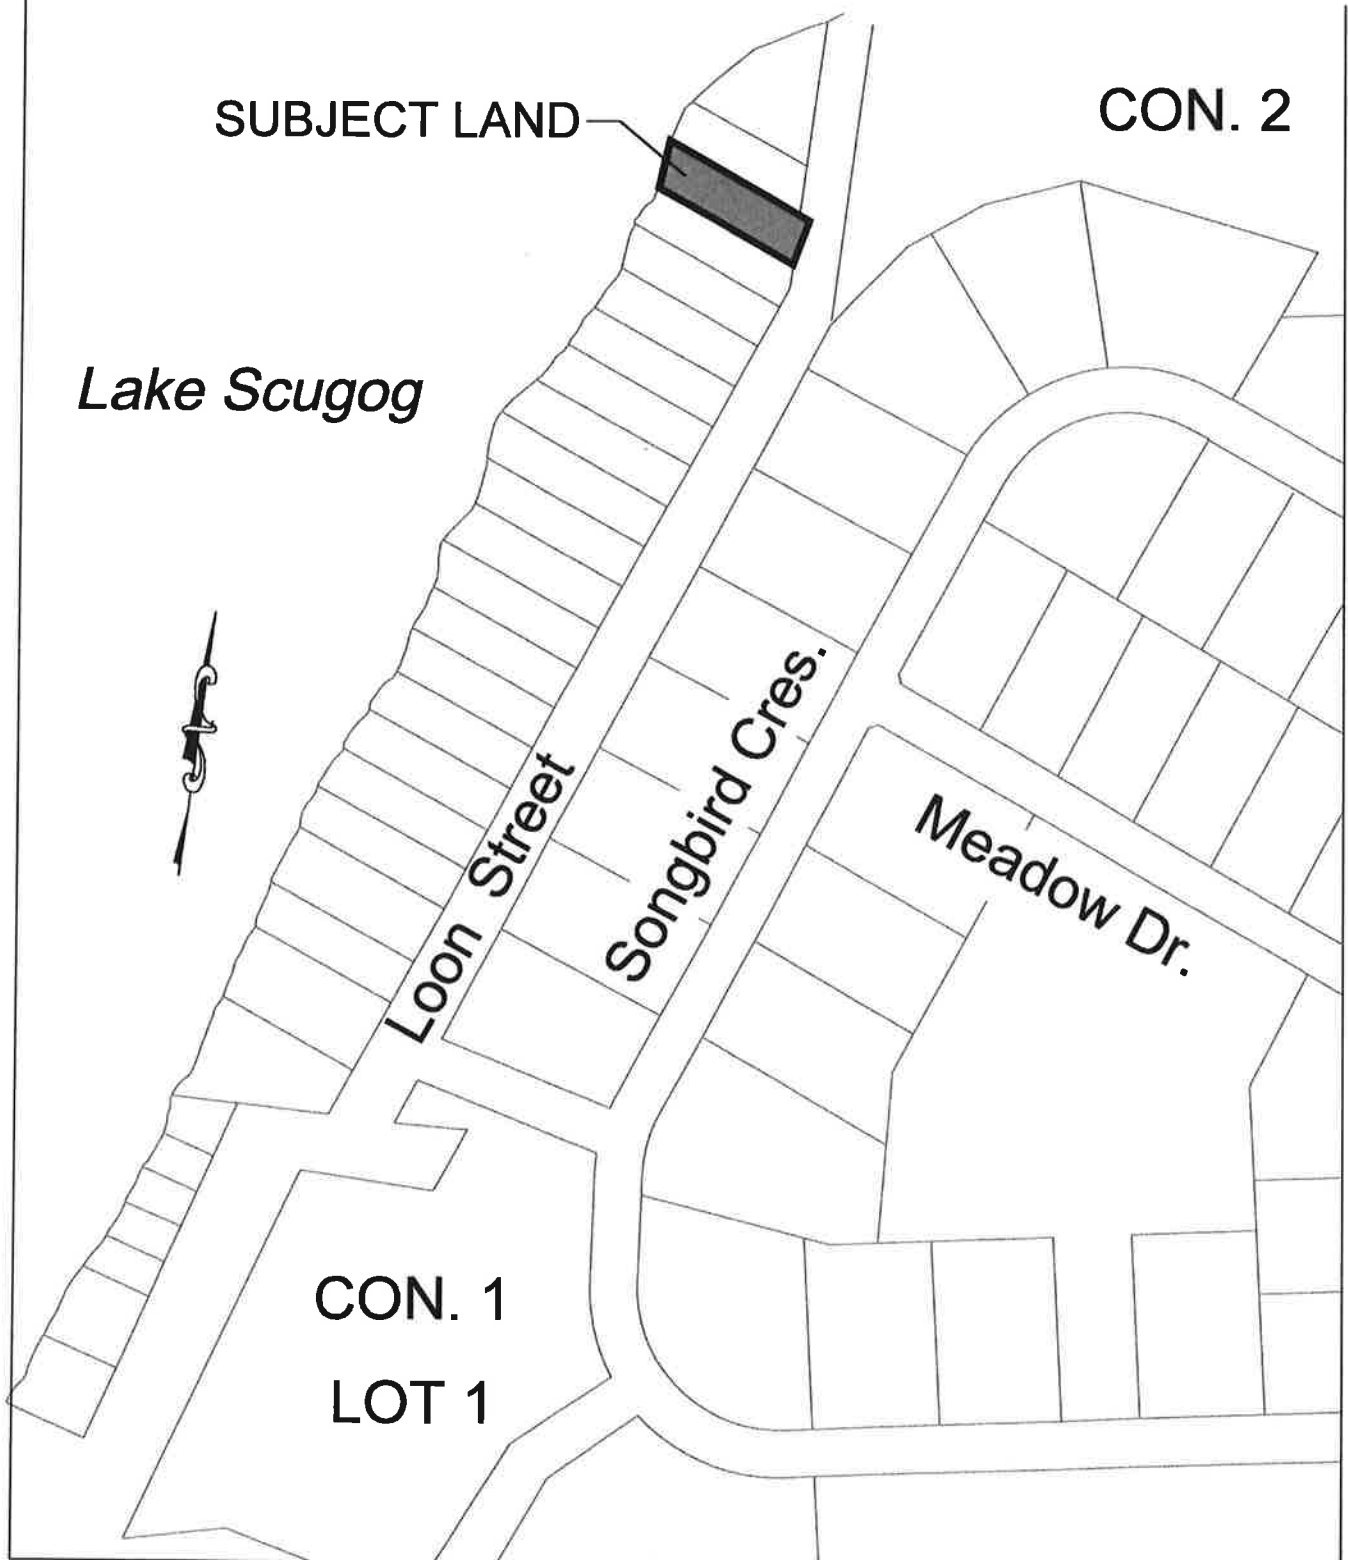 SUBJECT LAND
CON. 2
Lake Scugog
Songbird Cres.
Loon Street
Meadow Dr.
CON. 1
LOT 1